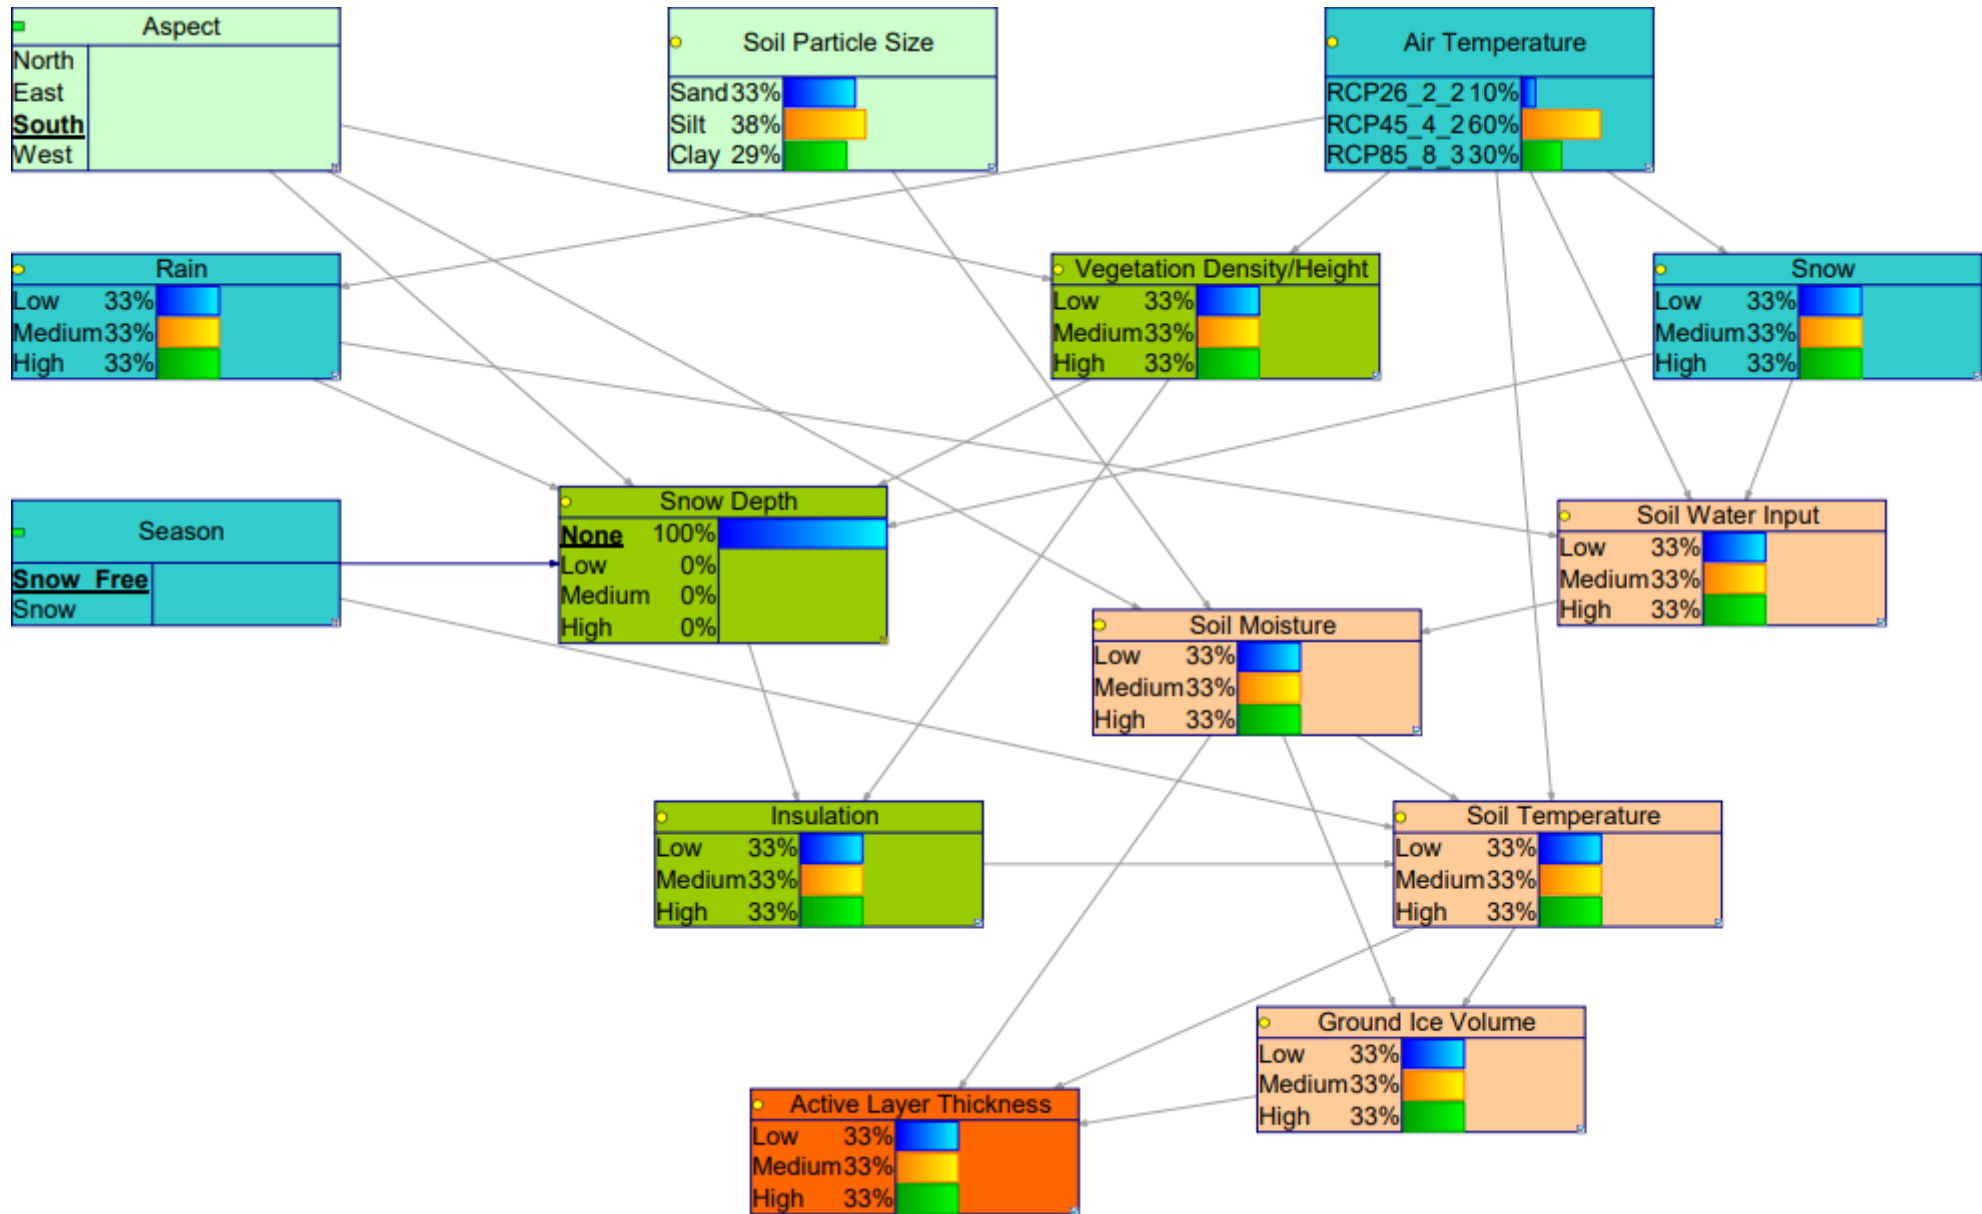 Aspect
North
East
South
West
Soil Particle Size
Sand 33%
Silt 38%
Clay 29%
Air Temperature
RCP26_2_2 10%
RCP45_4_2 60%
RCP85_8_3 30%
Rain
Low 33%
Medium 33%
High 33%
Vegetation Density/Height
Low 33%
Medium 33%
High 33%
Snow
Low 33%
Medium 33%
High 33%
Season
Snow_Free
Snow
Snow Depth
None 100%
Low 0%
Medium 0%
High 0%
Soil Water Input
Low 33%
Medium 33%
High 33%
Soil Moisture
Low 33%
Medium 33%
High 33%
Insulation
Low 33%
Medium 33%
High 33%
Soil Temperature
Low 33%
Medium 33%
High 33%
Ground Ice Volume
Low 33%
Medium 33%
High 33%
Active Layer Thickness
Low 33%
Medium 33%
High 33%